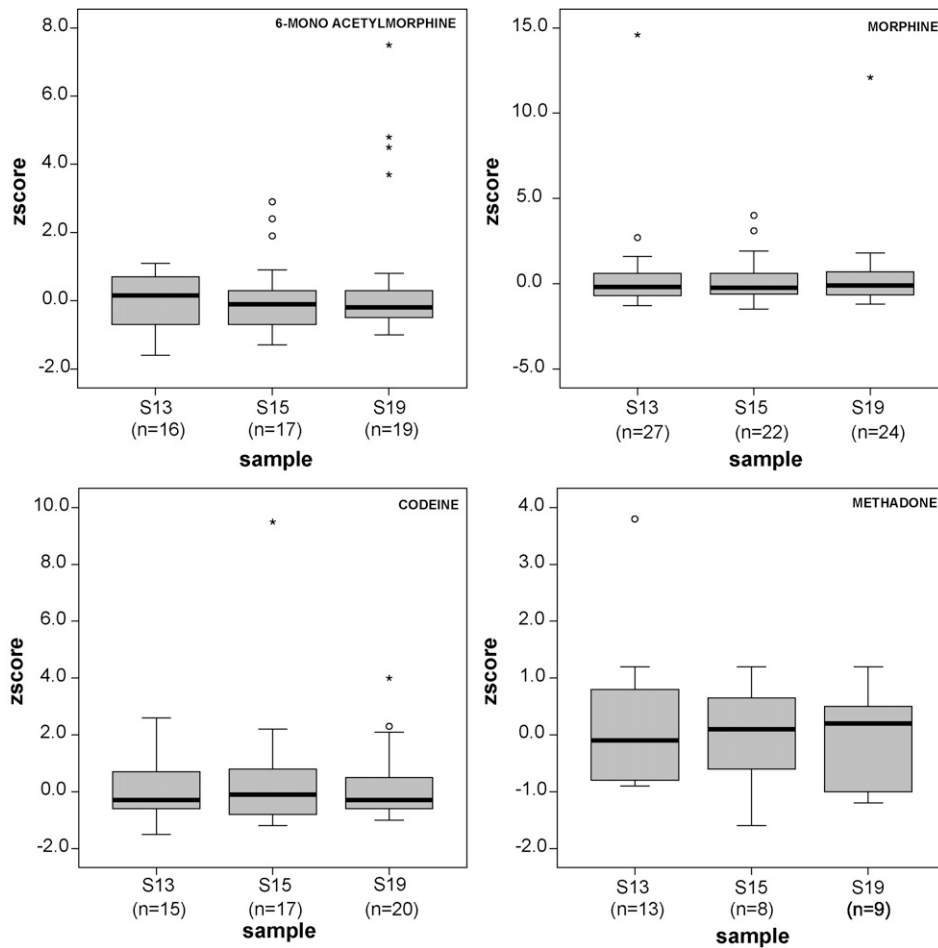 6-MONO ACETYLMORPHINE
8.0
6.0
4.0
2.0
0.0
-2.0
zscore
S13 S15 S19
(n=16) (n=17) (n=19)
sample
MORPHINE
15.0
10.0
5.0
0.0
-5.0
zscore
S13 S15 S19
(n=27) (n=22) (n=24)
sample
CODEINE
10.0
8.0
6.0
4.0
2.0
0.0
-2.0
zscore
S13 S15 S19
(n=15) (n=17) (n=20)
sample
METHADONE
4.0
3.0
2.0
1.0
0.0
-1.0
-2.0
zscore
S13 S15 S19
(n=13) (n=8) (n=9)
sample